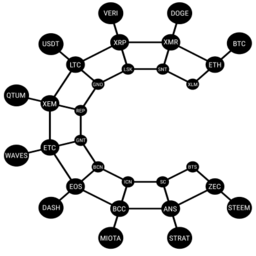 VERI
DOGE
USDT
XRP
XMR
BTC
LTC
LSK
GNT
ETH
GNO
XLM
QTUM
XEM
REP
ETC
GNT
WAVES
BCN
ICN
SC
BTS
EOS
ZEC
DASH
BCC
ANS
STEEM
MIOTA
STRAT